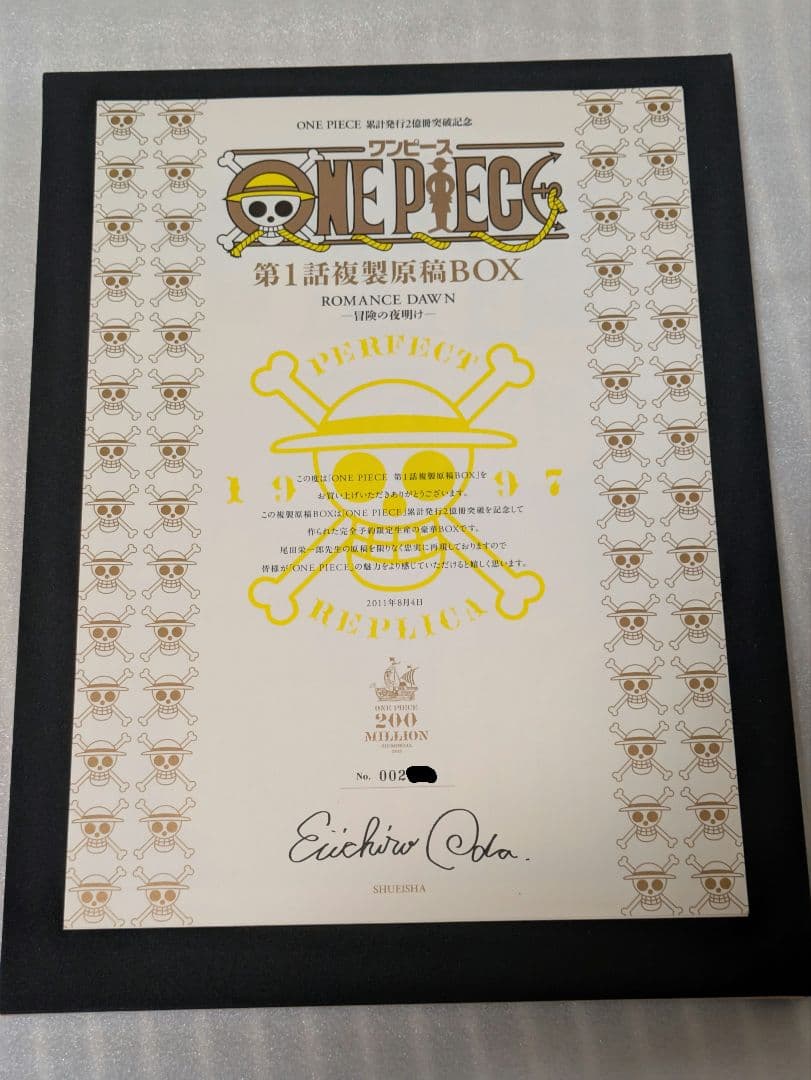 ONE PIECE 累計発行2億冊突破記念
ワンピース
ONE PIECE
第1話複製原稿BOX
ROMANCE DAWN
―冒険の夜明け―
PERFECT
1997
この度は「ONE PIECE 第1話複製原稿BOX」を
お買い上げいただきありがとうございます。
この複製原稿BOXは「ONE PIECE」累計発行2億冊突破を記念して
作られた完全予約限定生産の豪華BOXです。
尾田栄一郎先生の原稿を限りなく忠実に再現しておりますので
皆様が「ONE PIECE」の魅力をより感じていただけると嬉しく思います。
2011年8月4日
REPLICA
ONE PIECE
200
MILLION
No. 002
Eiichiro Oda.
SHUEISHA